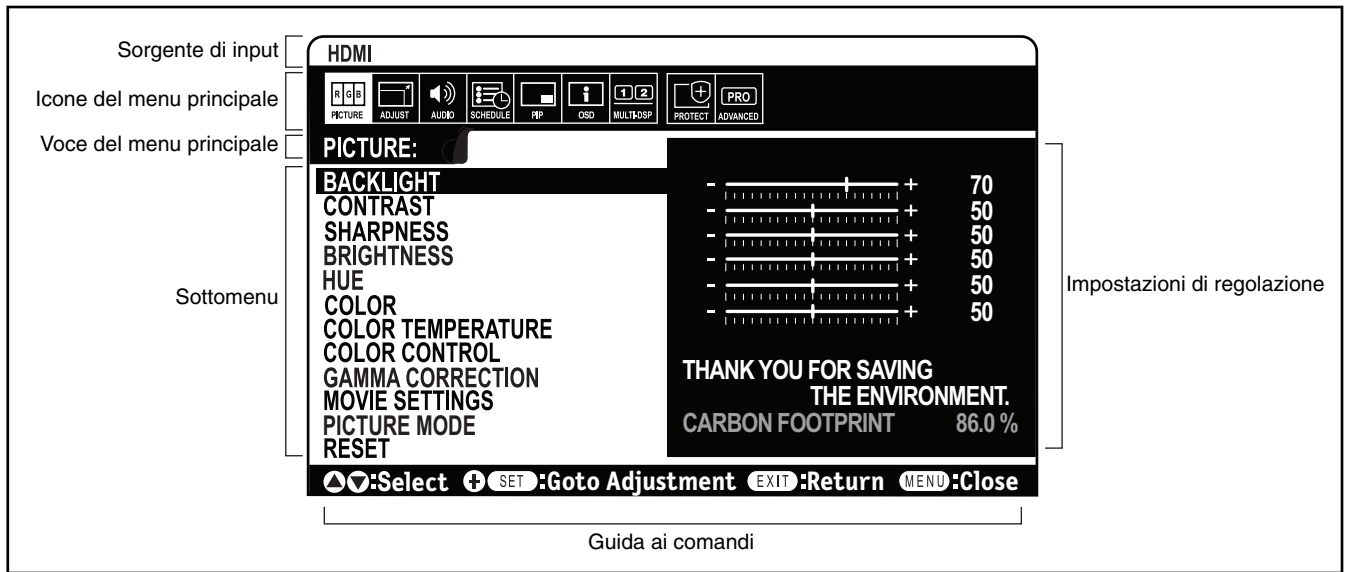 Sorgente di input
HDMI
Icone del menu principale
R G B
PICTURE
ADJUST
AUDIO
SCHEDULE
PIP
i
OSD
1 2
MULTI-DSP
PROTECT
PRO
ADVANCED
Voce del menu principale
PICTURE:
Sottomenu
BACKLIGHT
- + 70
CONTRAST
- + 50
SHARPNESS
- + 50
BRIGHTNESS
- + 50
HUE
- + 50
COLOR
- + 50
COLOR TEMPERATURE
COLOR CONTROL
GAMMA CORRECTION
MOVIE SETTINGS
PICTURE MODE
RESET
THANK YOU FOR SAVING
THE ENVIRONMENT.
CARBON FOOTPRINT 86.0 %
Impostazioni di regolazione
:Select + SET :Goto Adjustment EXIT :Return MENU :Close
Guida ai comandi